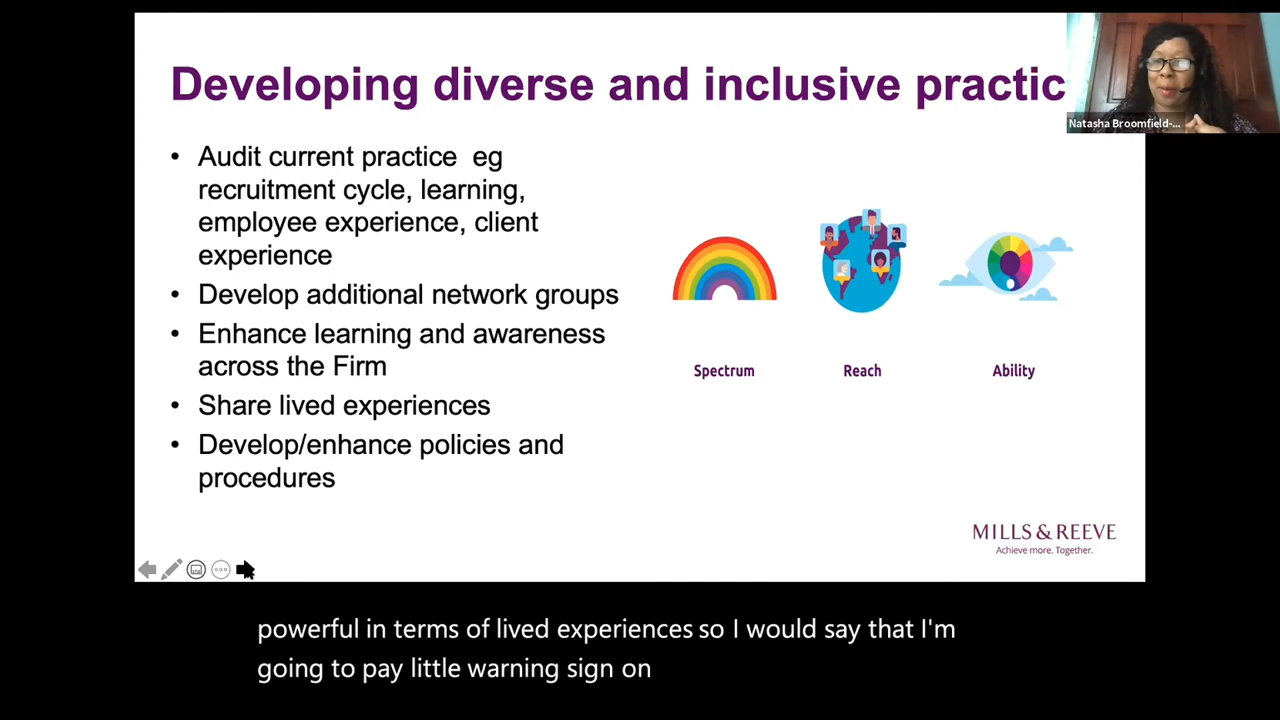 Developing diverse and inclusive practic
Natasha Broomfield-...
• Audit current practice eg
recruitment cycle, learning,
employee experience, client
experience
• Develop additional network groups
• Enhance learning and awareness
across the Firm
• Share lived experiences
• Develop/enhance policies and
procedures
Spectrum
Reach
Ability
MILLS & REEVE
Achieve more. Together.
powerful in terms of lived experiences so I would say that I'm
going to pay little warning sign on